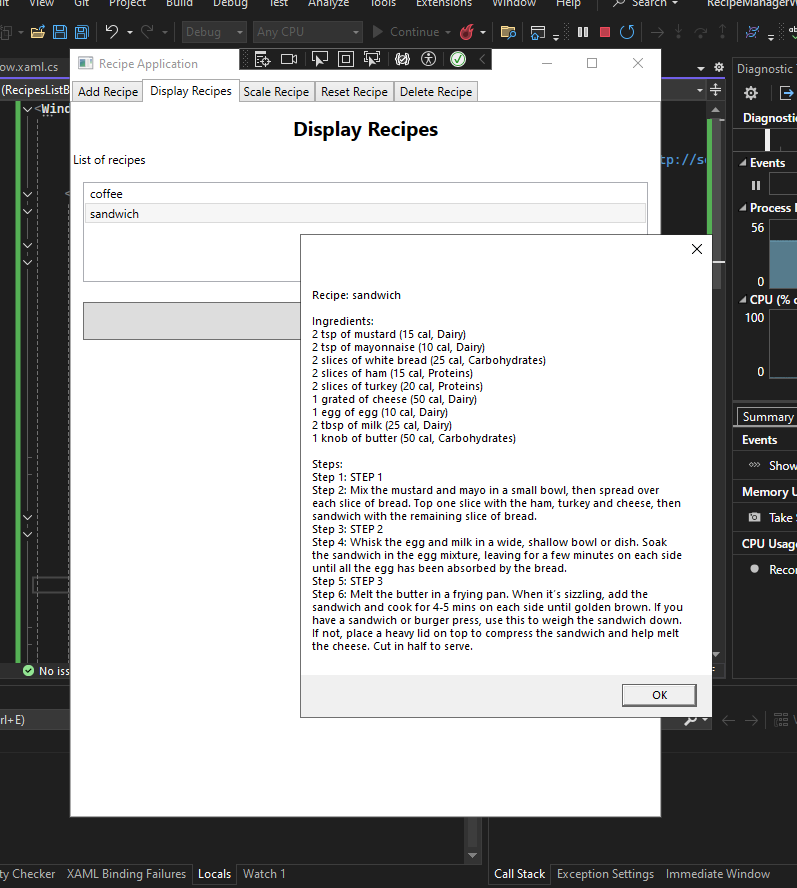 Edit View Git Project Build Debug Test Analyze Tools Extensions Window Help Search RecipeManagerW
Debug Any CPU Continue
ow.xaml.cs
(RecipesListB
<Wind
tp://s
Recipe Application
Add Recipe Display Recipes Scale Recipe Reset Recipe Delete Recipe
Display Recipes
List of recipes
coffee
sandwich
Recipe: sandwich
Ingredients:
2 tsp of mustard (15 cal, Dairy)
2 tsp of mayonnaise (10 cal, Dairy)
2 slices of white bread (25 cal, Carbohydrates)
2 slices of ham (15 cal, Proteins)
2 slices of turkey (20 cal, Proteins)
1 grated of cheese (50 cal, Dairy)
1 egg of egg (10 cal, Dairy)
2 tbsp of milk (25 cal, Dairy)
1 knob of butter (50 cal, Carbohydrates)
Steps:
Step 1: STEP 1
Step 2: Mix the mustard and mayo in a small bowl, then spread over
each slice of bread. Top one slice with the ham, turkey and cheese, then
sandwich with the remaining slice of bread.
Step 3: STEP 2
Step 4: Whisk the egg and milk in a wide, shallow bowl or dish. Soak
the sandwich in the egg mixture, leaving for a few minutes on each side
until all the egg has been absorbed by the bread.
Step 5: STEP 3
Step 6: Melt the butter in a frying pan. When it's sizzling, add the
sandwich and cook for 4-5 mins on each side until golden brown. If you
have a sandwich or burger press, use this to weigh the sandwich down.
If not, place a heavy lid on top to compress the sandwich and help melt
the cheese. Cut in half to serve.
OK
Diagnostic
Diagnostic
Events
Process
56
0
CPU (% o
100
0
Summary
Events
Show
Memory U
Take
CPU Usage
Recor
No iss
rl+E)
ty Checker XAML Binding Failures Locals Watch 1
Call Stack Exception Settings Immediate Window